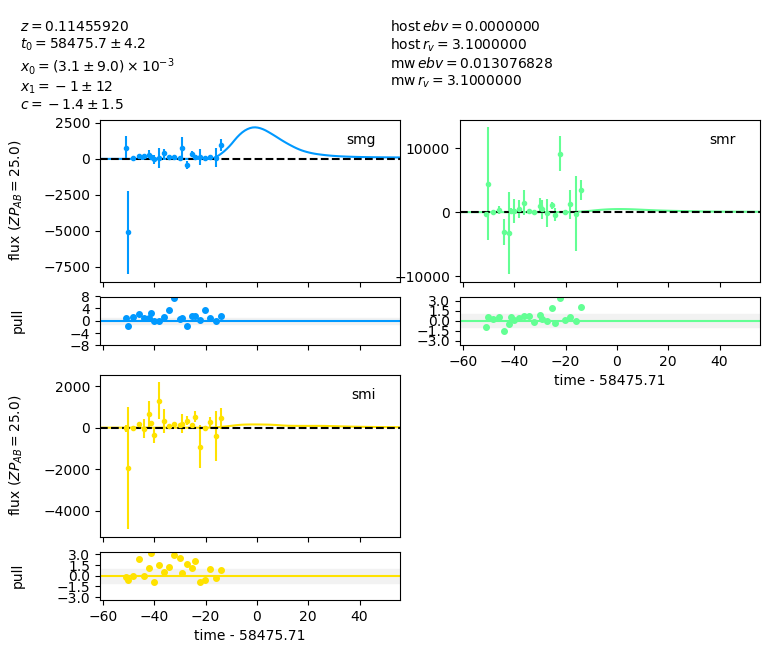 z = 0.11455920
t0 = 58475.7 ± 4.2
x0 = (3.1 ± 9.0) × 10^−3
x1 = −1 ± 12
c = −1.4 ± 1.5
host ebv = 0.0000000
host rv = 3.1000000
mw ebv = 0.013076828
mw rv = 3.1000000
smg
flux (ZPAB = 25.0)
2500
0
−2500
−5000
−7500
smr
10000
0
−10000
pull
8
4
0
−4
−8
3.0
1.5
0.0
−1.5
−3.0
−60 −40 −20 0 20 40
time - 58475.71
smi
flux (ZPAB = 25.0)
2000
0
−2000
−4000
pull
3.0
1.5
0.0
−1.5
−3.0
−60 −40 −20 0 20 40
time - 58475.71